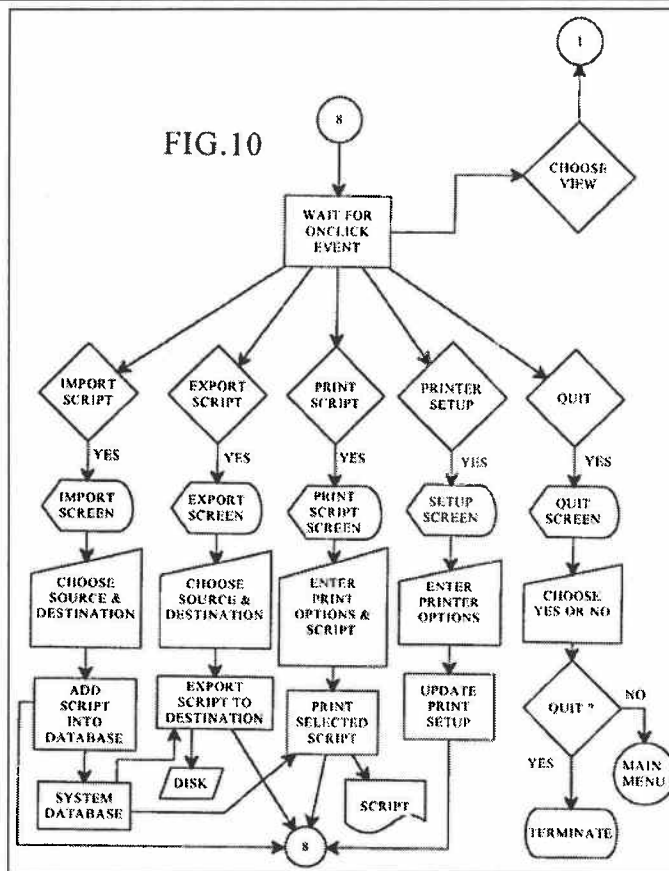 1
8
FIG.10
CHOOSE
VIEW
WAIT FOR
ONCLICK
EVENT
IMPORT
SCRIPT
EXPORT
SCRIPT
PRINT
SCRIPT
PRINTER
SETUP
QUIT
YES
YES
YES
YES
YES
IMPORT
SCREEN
EXPORT
SCREEN
PRINT
SCRIPT
SCREEN
SETUP
SCREEN
QUIT
SCREEN
CHOOSE
SOURCE &
DESTINATION
CHOOSE
SOURCE &
DESTINATION
ENTER
PRINT
OPTIONS &
SCRIPT
ENTER
PRINTER
OPTIONS
CHOOSE
YES OR NO
ADD
SCRIPT
INTO
DATABASE
EXPORT
SCRIPT TO
DESTINATION
PRINT
SELECTED
SCRIPT
UPDATE
PRINT
SETUP
QUIT ?
NO
YES
MAIN
MENU
SYSTEM
DATABASE
DISK
SCRIPT
8
TERMINATE